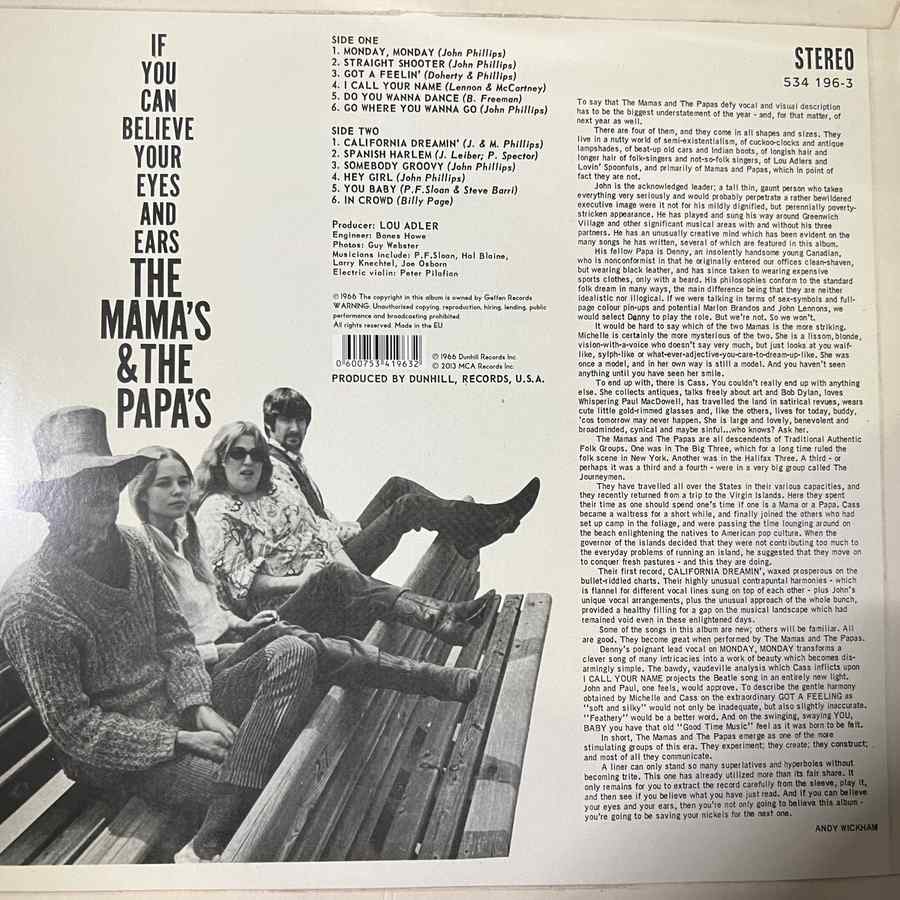 IF
YOU
CAN
BELIEVE
YOUR
EYES
AND
EARS
THE
MAMA'S
& THE
PAPA'S
SIDE ONE
1. MONDAY, MONDAY (John Phillips)
2. STRAIGHT SHOOTER (John Phillips)
3. GOT A FEELIN' (Doherty & Phillips)
4. I CALL YOUR NAME (Lennon & McCartney)
5. DO YOU WANNA DANCE (B. Freeman)
6. GO WHERE YOU WANNA GO (John Phillips)
SIDE TWO
1. CALIFORNIA DREAMIN' (J. & M. Phillips)
2. SPANISH HARLEM (J. Leiber; P. Spector)
3. SOMEBODY GROOVY (John Phillips)
4. HEY GIRL (John Phillips)
5. YOU BABY (P.F.Sloan & Steve Barri)
6. IN CROWD (Billy Page)
Producer: LOU ADLER
Engineer: Bones Howe
Photos: Guy Webster
Musicians include: P.F.Sloan, Hal Blaine,
Larry Knechtel, Joe Osborn
Electric violin: Peter Pilafian
℗1966 The copyright in this album is owned by Geffen Records
WARNING: Unauthorised copying, reproduction, hiring, lending, public
performance and broadcasting prohibited.
All rights reserved. Made in the EU
0 600753 419632
℗ 1966 Dunhill Records Inc
© 2013 MCA Records Inc.
PRODUCED BY DUNHILL, RECORDS, U.S.A.
STEREO
534 196-3
To say that The Mamas and The Papas defy vocal and visual description
has to be the biggest understatement of the year - and, for that matter, of
next year as well.
There are four of them, and they come in all shapes and sizes. They
live in a nutty world of semi-existentialism, of cuckoo-clocks and antique
lampshades, of beat-up old cars and Indian boots, of longish hair and
longer hair of folk-singers and not-so-folk singers, of Lou Adlers and
Lovin' Spoonfuls, and primarily of Mamas and Papas, which in point of
fact they are not.
John is the acknowledged leader; a tall thin, gaunt person who takes
everything very seriously and would probably perpetrate a rather bewildered
executive image were it not for his mildly dignified, but perennially poverty-
stricken appearance. He has played and sung his way around Greenwich
Village and other significant musical areas with and without his three
partners. He has an unusually creative mind which has been evident on the
many songs he has written, several of which are featured in this album.
His fellow Papa is Denny, an insolently handsome young Canadian,
who is nonconformist in that he originally entered our offices clean-shaven,
but wearing black leather, and has since taken to wearing expensive
sports clothes, only with a beard. His philosophies conform to the standard
folk dream in many ways, the main difference being that they are neither
idealistic nor illogical. If we were talking in terms of sex-symbols and full-
page colour pin-ups and potential Marlon Brandos and John Lennons, we
would select Danny to play the role. But we're not. So we won't.
It would be hard to say which of the two Mamas is the more striking.
Michelle is certainly the more mysterious of the two. She is a lissom,blonde,
vision-with-a-voice who doesn't say very much, but just looks at you waif-
like, sylph-like or what-ever-adjective-you-care-to-dream-up-like. She was
once a model, and in her own way is still a model. And you haven't seen
anything until you have seen her smile.
To end up with, there is Cass. You couldn't really end up with anything
else. She collects antiques, talks freely about art and Bob Dylan, loves
Whispering Paul MacDowell, has travelled the land in satirical revues, wears
cute little gold-rimmed glasses and, like the others, lives for today, buddy,
'cos tomorrow may never happen. She is large and lovely, benevolent and
broadminded, cynical and maybe sinful...who knows? Ask her.
The Mamas and The Papas are all descendents of Traditional Authentic
Folk Groups. One was in The Big Three, which for a long time ruled the
folk scene in New York. Another was in the Halifax Three. A third - or
perhaps it was a third and a fourth - were in a very big group called The
Journeymen.
They have travelled all over the States in their various capacities, and
they recently returned from a trip to the Virgin Islands. Here they spent
their time as one should spend one's time if one is a Mama or a Papa. Cass
became a waitress for a short while, and finally joined the others who had
set up camp in the foliage, and were passing the time lounging around on
the beach enlightening the natives to American pop culture. When the
governor of the islands decided that they were not contributing too much to
the everyday problems of running an island, he suggested that they move on
to conquer fresh pastures - and this they are doing.
Their first record, CALIFORNIA DREAMIN', waxed prosperous on the
bullet-riddled charts. Their highly unusual contrapuntal harmonies - which
is flannel for different vocal lines sung on top of each other - plus John's
unique vocal arrangements, plus the unusual approach of the whole bunch,
provided a healthy filling for a gap on the musical landscape which had
remained void even in these enlightened days.
Some of the songs in this album are new; others will be familiar. All
are good. They become great when performed by The Mamas and The Papas.
Denny's poignant lead vocal on MONDAY, MONDAY transforms a
clever song of many intricacies into a work of beauty which becomes dis-
armingly simple. The bawdy, vaudeville analysis which Cass inflicts upon
I CALL YOUR NAME projects the Beatle song in an entirely new light.
John and Paul, one feels, would approve. To describe the gentle harmony
obtained by Michelle and Cass on the extraordinary GOT A FEELING as
"soft and silky" would not only be inadequate, but also slightly inaccurate.
"Feathery" would be a better word. And on the swinging, swaying YOU,
BABY you have that old "Good Time Music" feel as it was born to be felt.
In short, The Mamas and The Papas emerge as one of the more
stimulating groups of this era. They experiment; they create; they construct;
and most of all they communicate.
A liner can only stand so many superlatives and hyperboles without
becoming trite. This one has already utilized more than its fair share. It
only remains for you to extract the record carefully from the sleeve, play it,
and then see if you believe what you have just read. And if you can believe
your eyes and your ears, then you're not only going to believe this album -
you're going to be saving your nickels for the next one.
ANDY WICKHAM